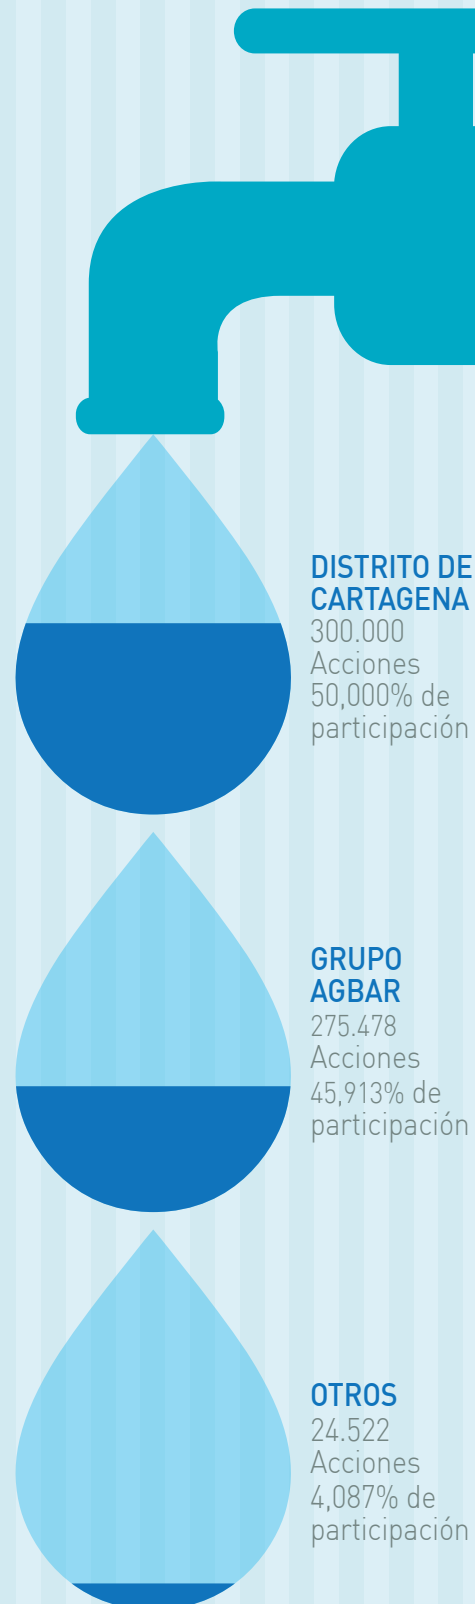 DISTRITO DE
CARTAGENA
300.000
Acciones
50,000% de
participación
GRUPO
AGBAR
275.478
Acciones
45,913% de
participación
OTROS
24.522
Acciones
4,087% de
participación